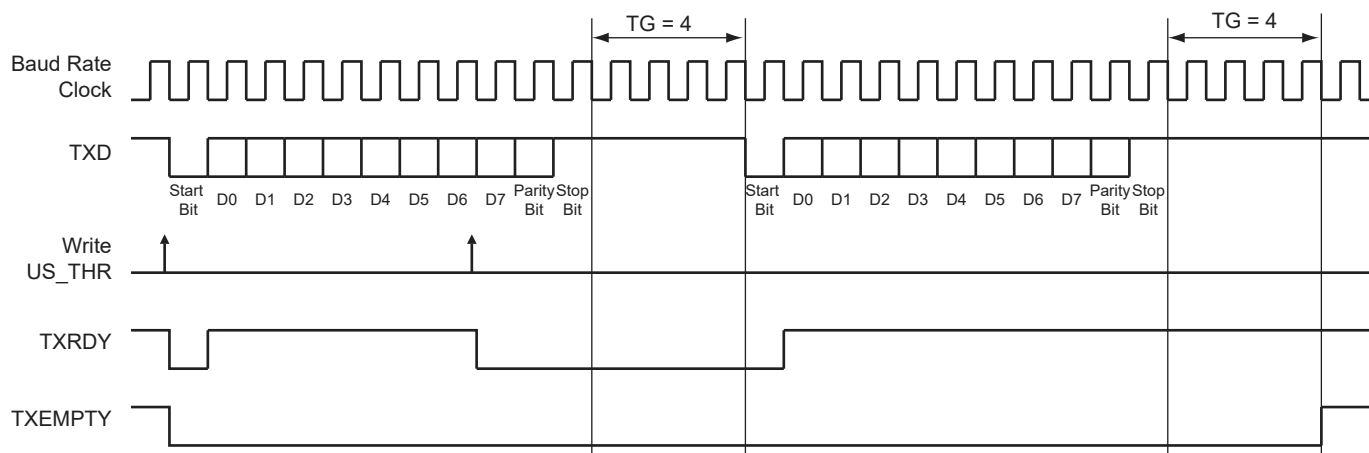 TG = 4
TG = 4
Baud Rate
Clock
TXD
Start
Bit
D0
D1
D2
D3
D4
D5
D6
D7
Parity
Bit
Stop
Bit
Start
Bit
D0
D1
D2
D3
D4
D5
D6
D7
Parity
Bit
Stop
Bit
Write
US_THR
TXRDY
TXEMPTY